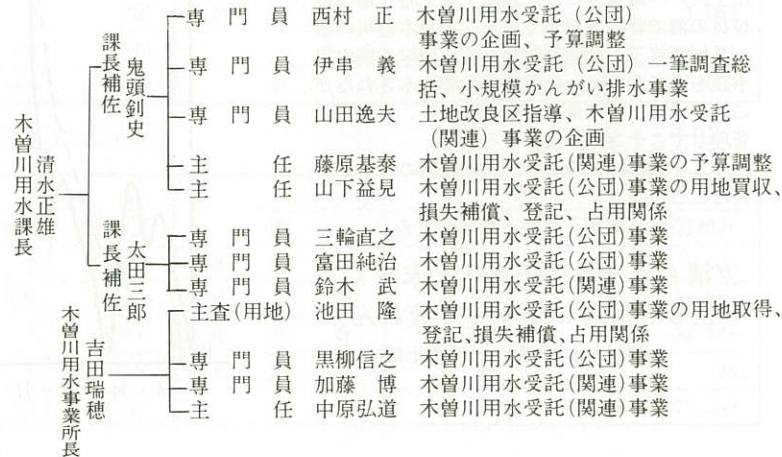 木曽川用水課長 清水正雄
課長補佐 鬼頭釗史
専門員 西村 正 木曽川用水受託(公団)
事業の企画、予算調整
専門員 伊串 義 木曽川用水受託(公団)一筆調査総
括、小規模かんがい排水事業
専門員 山田逸夫 土地改良区指導、木曽川用水受託
(関連)事業の企画
主任 藤原基泰 木曽川用水受託(関連)事業の予算調整
主任 山下益見 木曽川用水受託(公団)事業の用地買収、
損失補償、登記、占用関係
課長補佐 太田三郎
専門員 三輪直之 木曽川用水受託(公団)事業
専門員 富田純治 木曽川用水受託(公団)事業
専門員 鈴木 武 木曽川用水受託(関連)事業
主査(用地) 池田 隆 木曽川用水受託(公団)事業の用地取得、
登記、損失補償、占用関係
木曽川用水事業所長 吉田瑞穂
専門員 黒柳信之 木曽川用水受託(公団)事業
専門員 加藤 博 木曽川用水受託(関連)事業
主任 中原弘道 木曽川用水受託(関連)事業